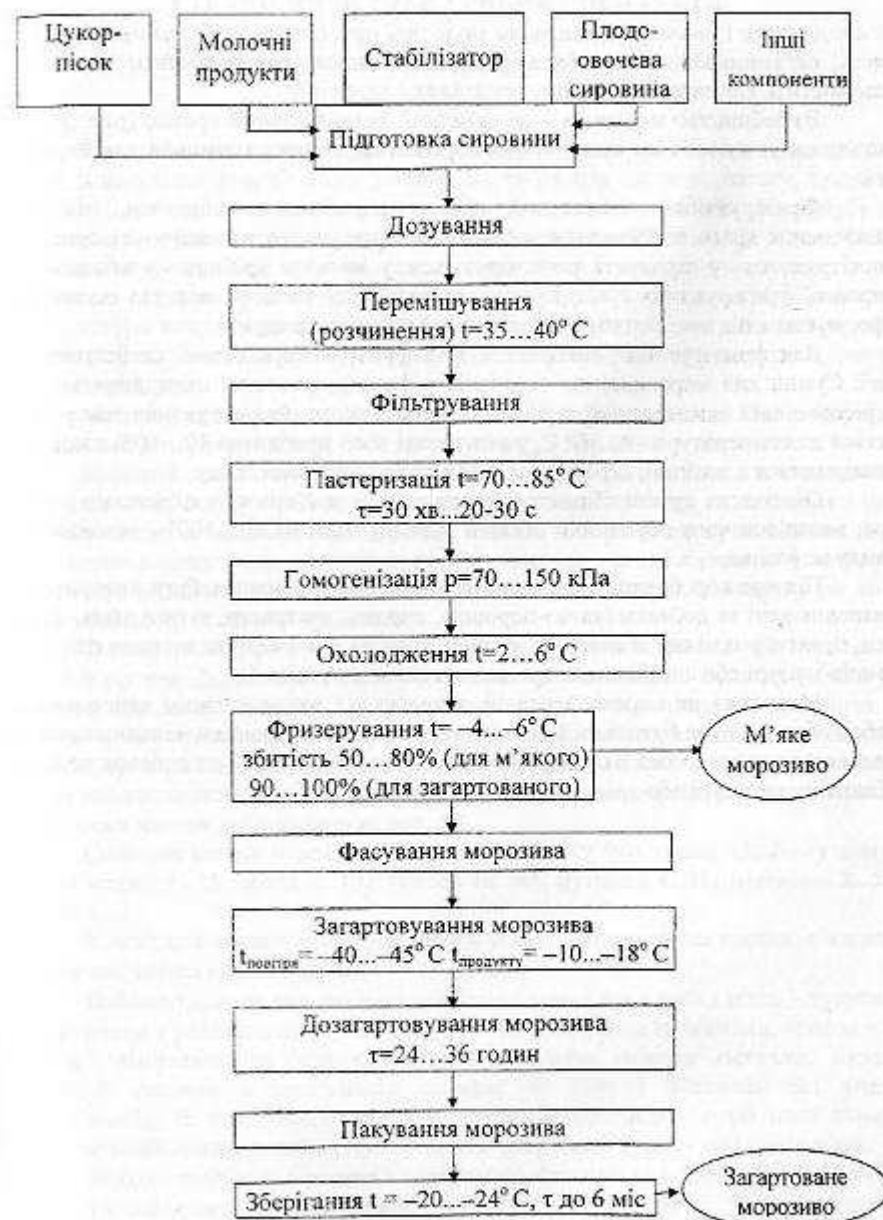 Цукор-
пісок
Молочні
продукти
Стабілізатор
Плодо-
овочева
сировина
Інші
компоненти
Підготовка сировини
Дозування
Перемішування
(розчинення) t=35…40°С
Фільтрування
Пастеризація t=70…85°С
τ=30 хв...20-30 с
Гомогенізація р=70…150 кПа
Охолодження t=2…6°С
Фризерування t= –4…–6°С
збитість 50…80% (для м’якого)
90…100% (для загартованого)
М’яке
морозиво
Фасування морозива
Загартовування морозива
tповітря= –40...–45°С tпродукту= –10...–18°С
Дозагартовування морозива
τ=24…36 годин
Пакування морозива
Зберігання t = –20...–24°С, τ до 6 міс
Загартоване
морозиво